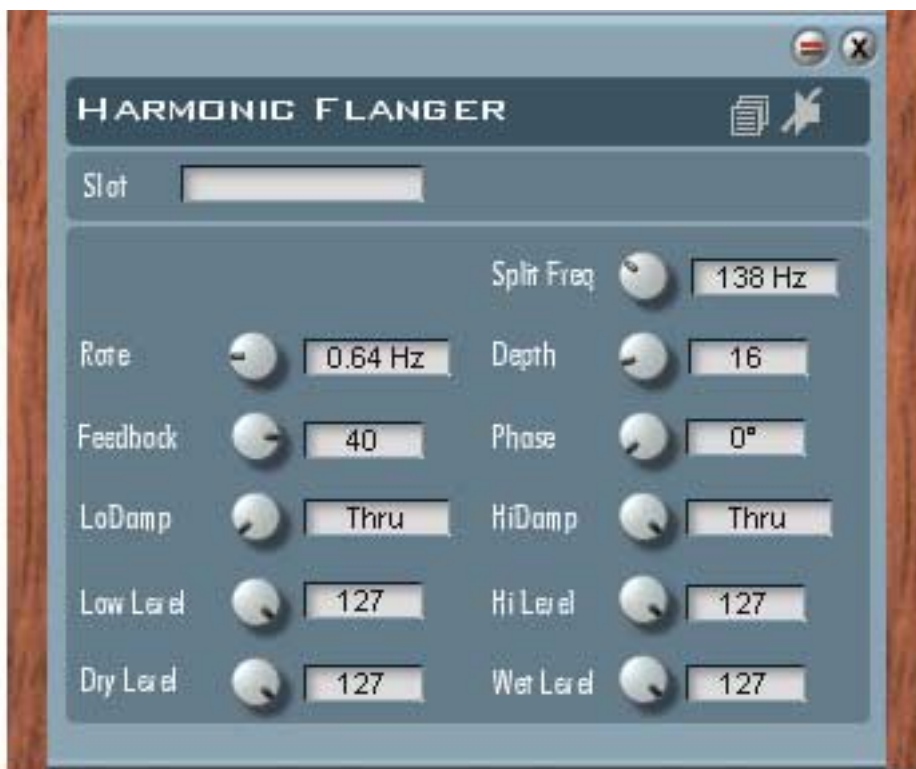 HARMONIC FLANGER
Slot
Split Freq 138 Hz
Rate 0.64 Hz Depth 16
Feedback 40 Phase 0°
LoDamp Thru HiDamp Thru
Low Level 127 Hi Level 127
Dry Level 127 Wet Level 127